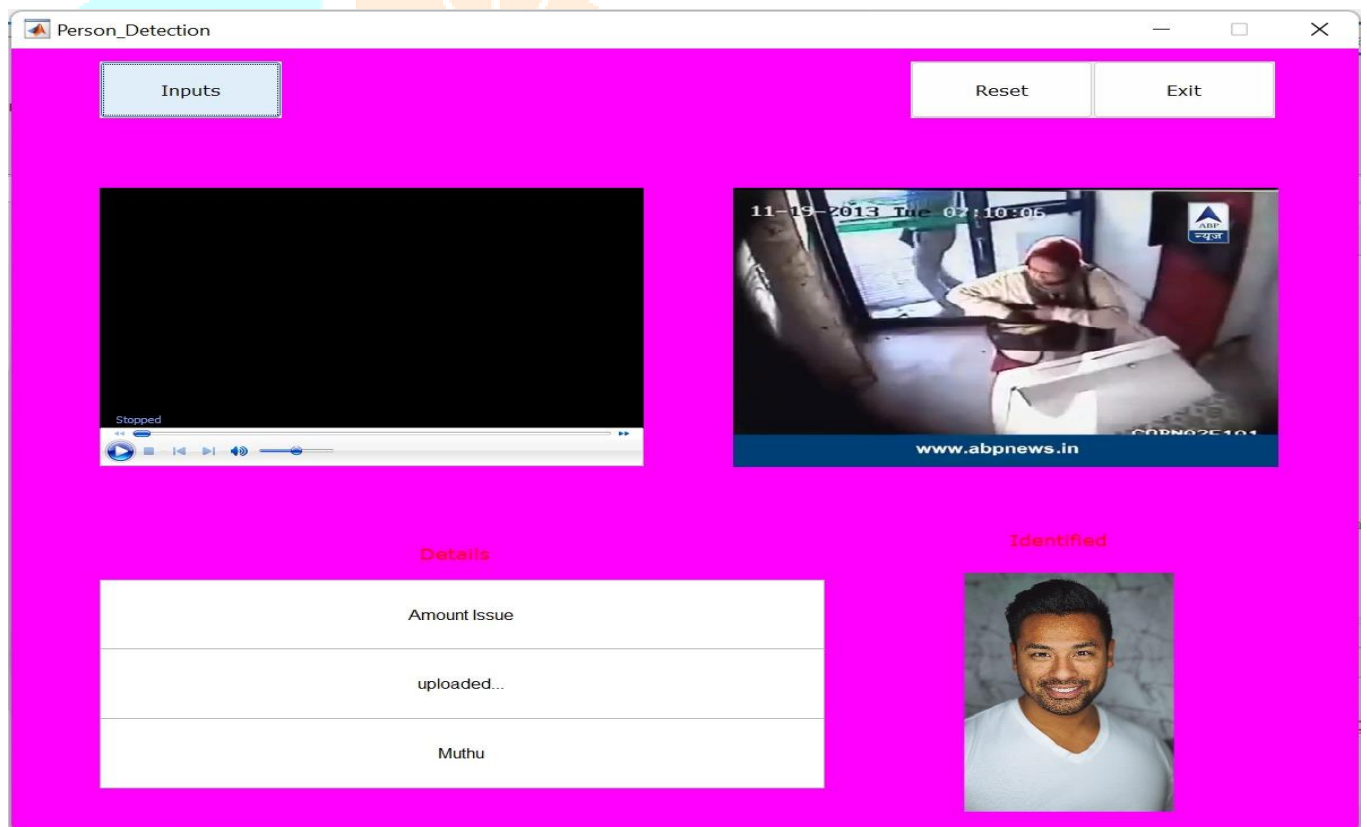 Person_Detection
Inputs
Reset
Exit
11-19-2013 Tue 07:10:05
ABP
न्यूज़
Stopped
www.abpnews.in
Details
Identified
Amount Issue
uploaded...
Muthu